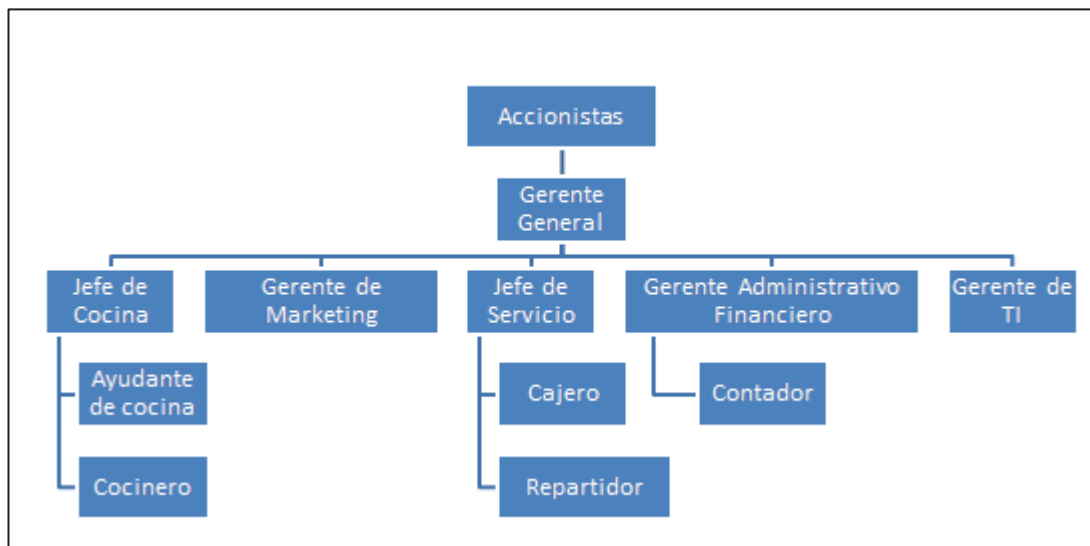 Accionistas
Gerente
General
Jefe de
Cocina
Gerente de
Marketing
Jefe de
Servicio
Gerente Administrativo
Financiero
Gerente de
TI
Ayudante
de cocina
Cajero
Contador
Cocinero
Repartidor